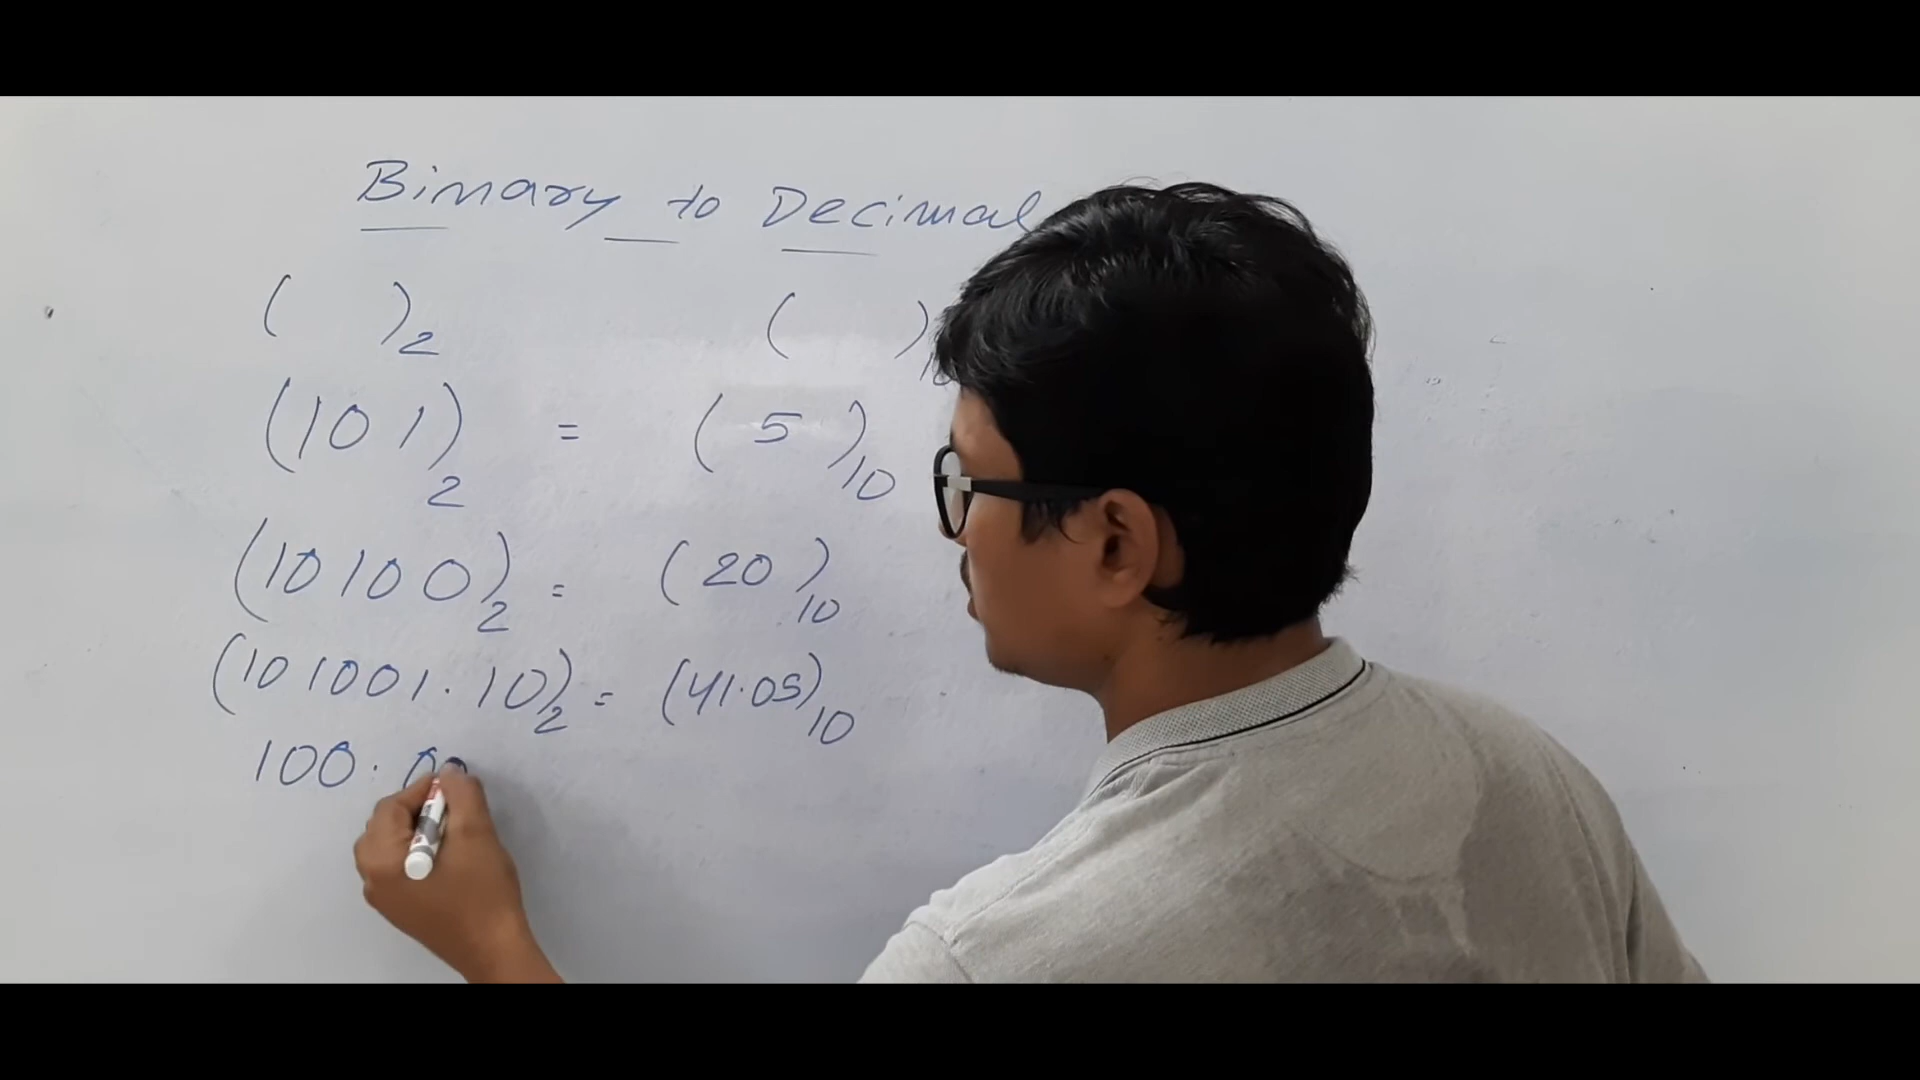 Binary to Decimal
( )2 ( )10
(101)2 = (5)10
(10100)2 = (20)10
(101001.10)2 = (41.05)10
100.00